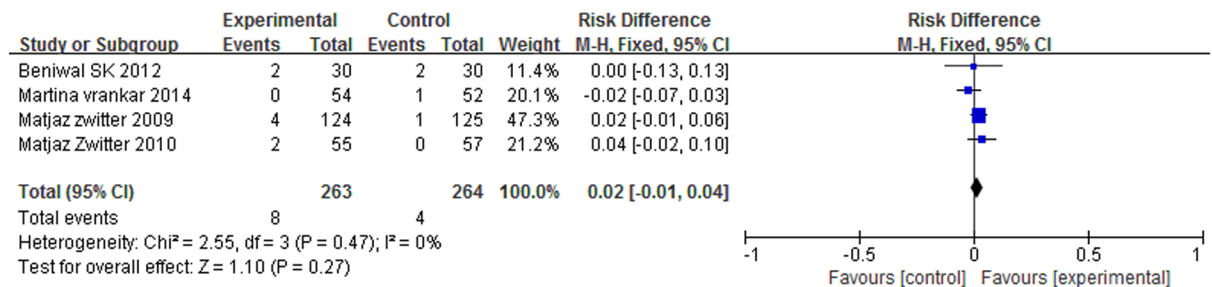 Experimental Control Risk Difference Risk Difference
Study or Subgroup Events Total Events Total Weight M-H, Fixed, 95% CI M-H, Fixed, 95% CI
Beniwal SK 2012 2 30 2 30 11.4% 0.00 [-0.13, 0.13]
Martina vrankar 2014 0 54 1 52 20.1% -0.02 [-0.07, 0.03]
Matjaz zwitter 2009 4 124 1 125 47.3% 0.02 [-0.01, 0.06]
Matjaz Zwitter 2010 2 55 0 57 21.2% 0.04 [-0.02, 0.10]
Total (95% CI) 263 264 100.0% 0.02 [-0.01, 0.04]
Total events 8 4
Heterogeneity: Chi² = 2.55, df = 3 (P = 0.47); I² = 0%
Test for overall effect: Z = 1.10 (P = 0.27)
-1 -0.5 0 0.5 1
Favours [control] Favours [experimental]